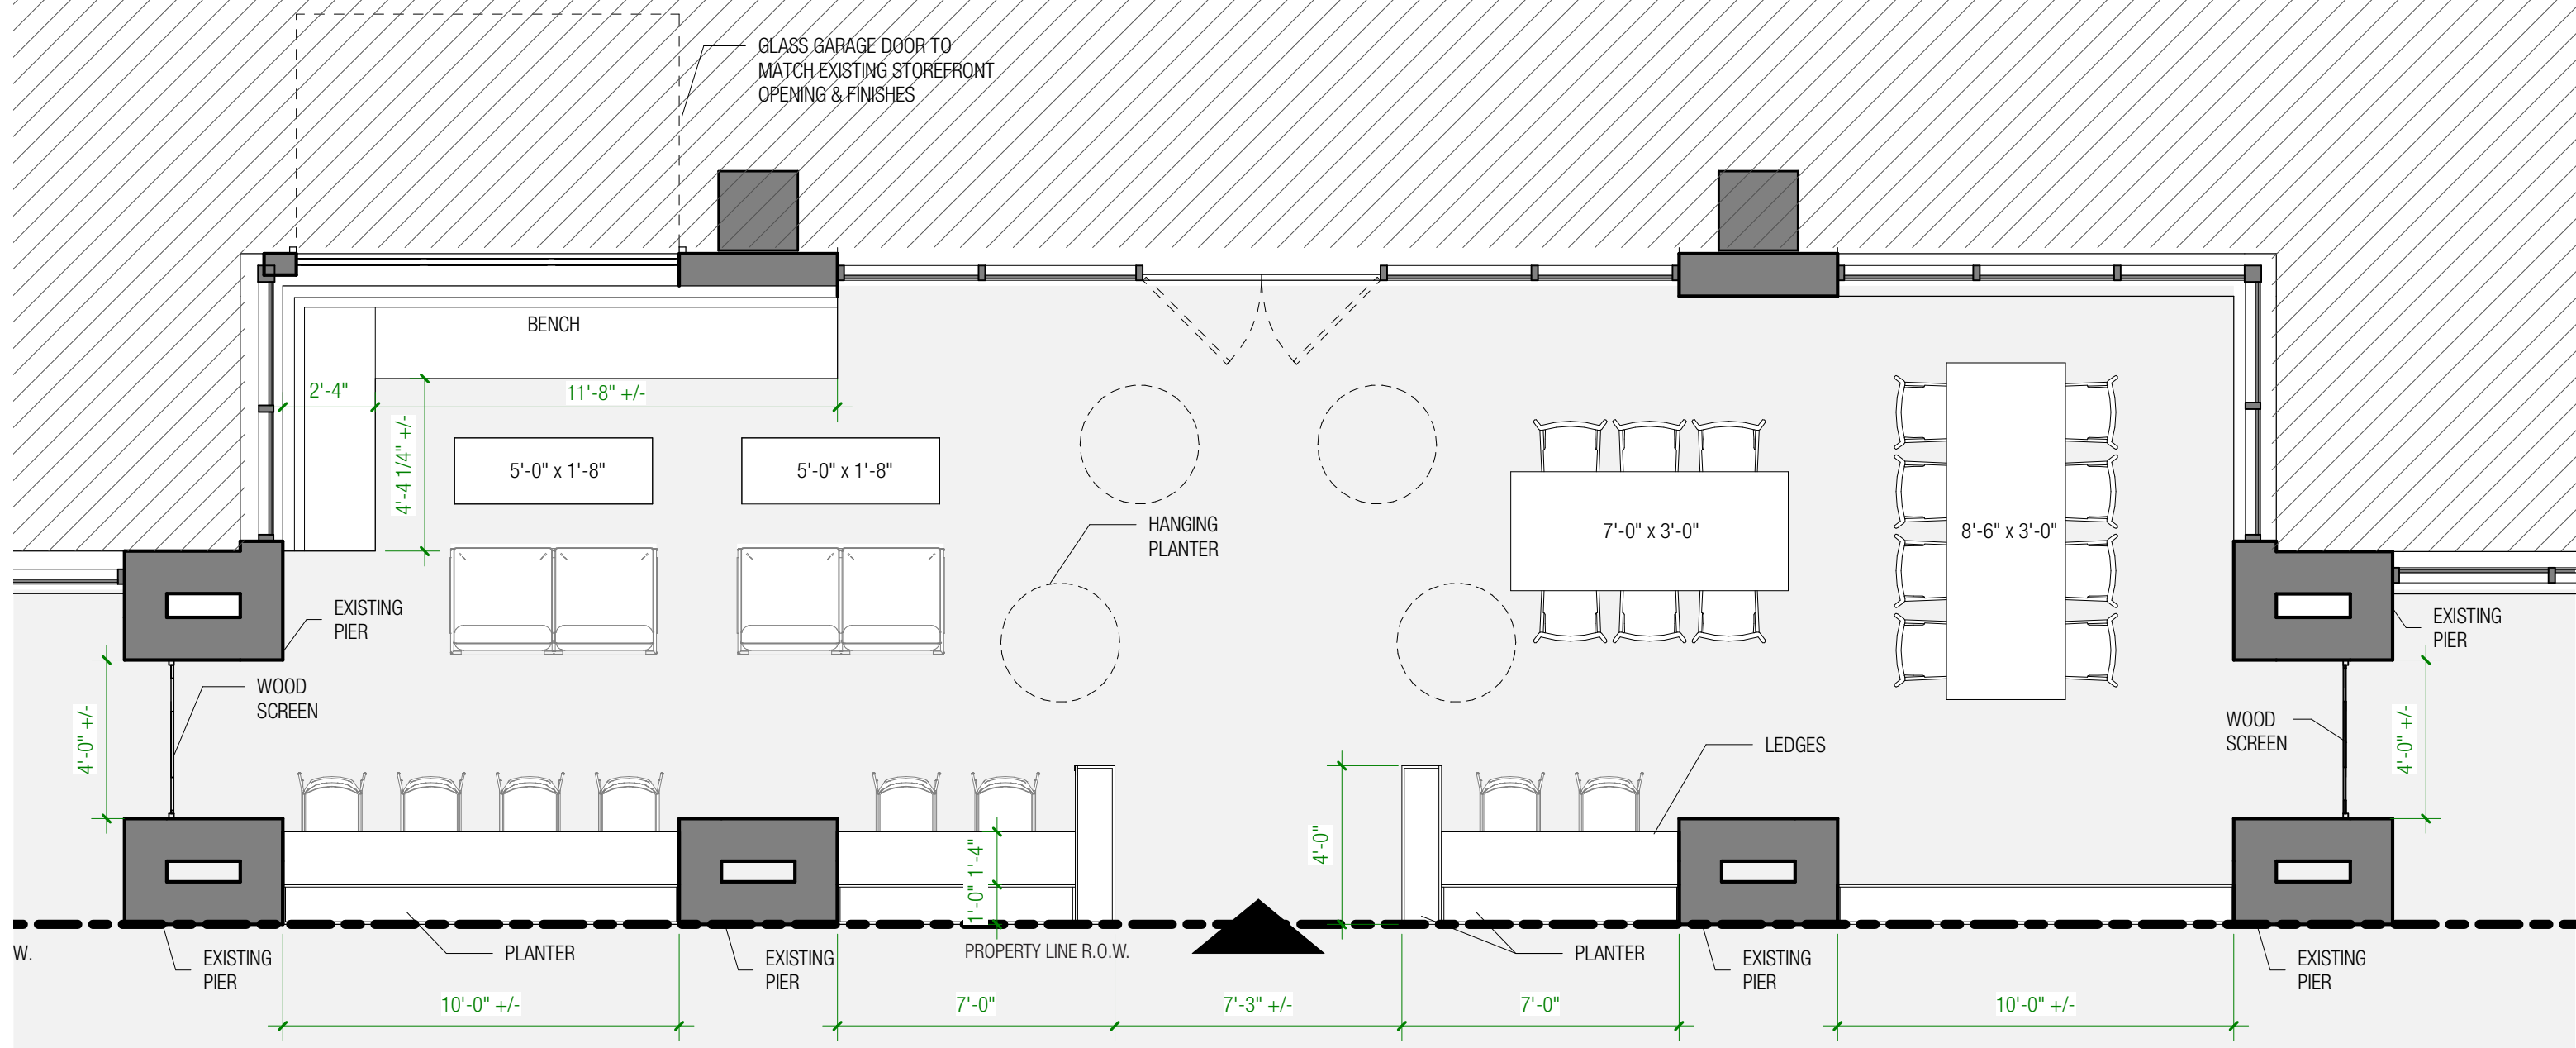 GLASS GARAGE DOOR TO
MATCH EXISTING STOREFRONT
OPENING & FINISHES
BENCH
2'-4"
11'-8" +/-
4'-4 1/4" +/-
5'-0" x 1'-8"
5'-0" x 1'-8"
HANGING
PLANTER
7'-0" x 3'-0"
8'-6" x 3'-0"
EXISTING
PIER
EXISTING
PIER
WOOD
SCREEN
4'-0" +/-
WOOD
SCREEN
4'-0" +/-
LEDGES
4'-0"
1'-4"
1'-0"
W.
EXISTING
PIER
PLANTER
EXISTING
PIER
PROPERTY LINE R.O.W.
PLANTER
EXISTING
PIER
EXISTING
PIER
10'-0" +/-
7'-0"
7'-3" +/-
7'-0"
10'-0" +/-